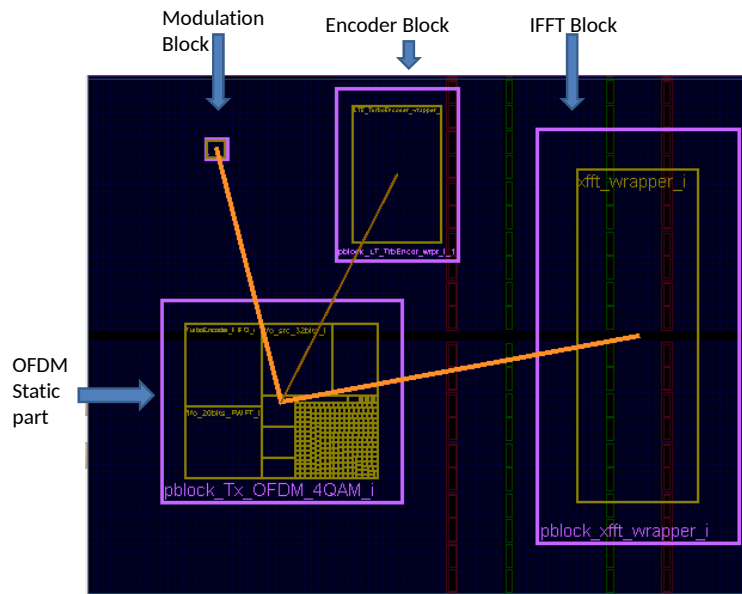 Modulation
Block
Encoder Block
IFFT Block
xfft_wrapper_i
OFDM
Static
part
pblock_Tx_OFDM_4QAM_i
pblock_xfft_wrapper_i